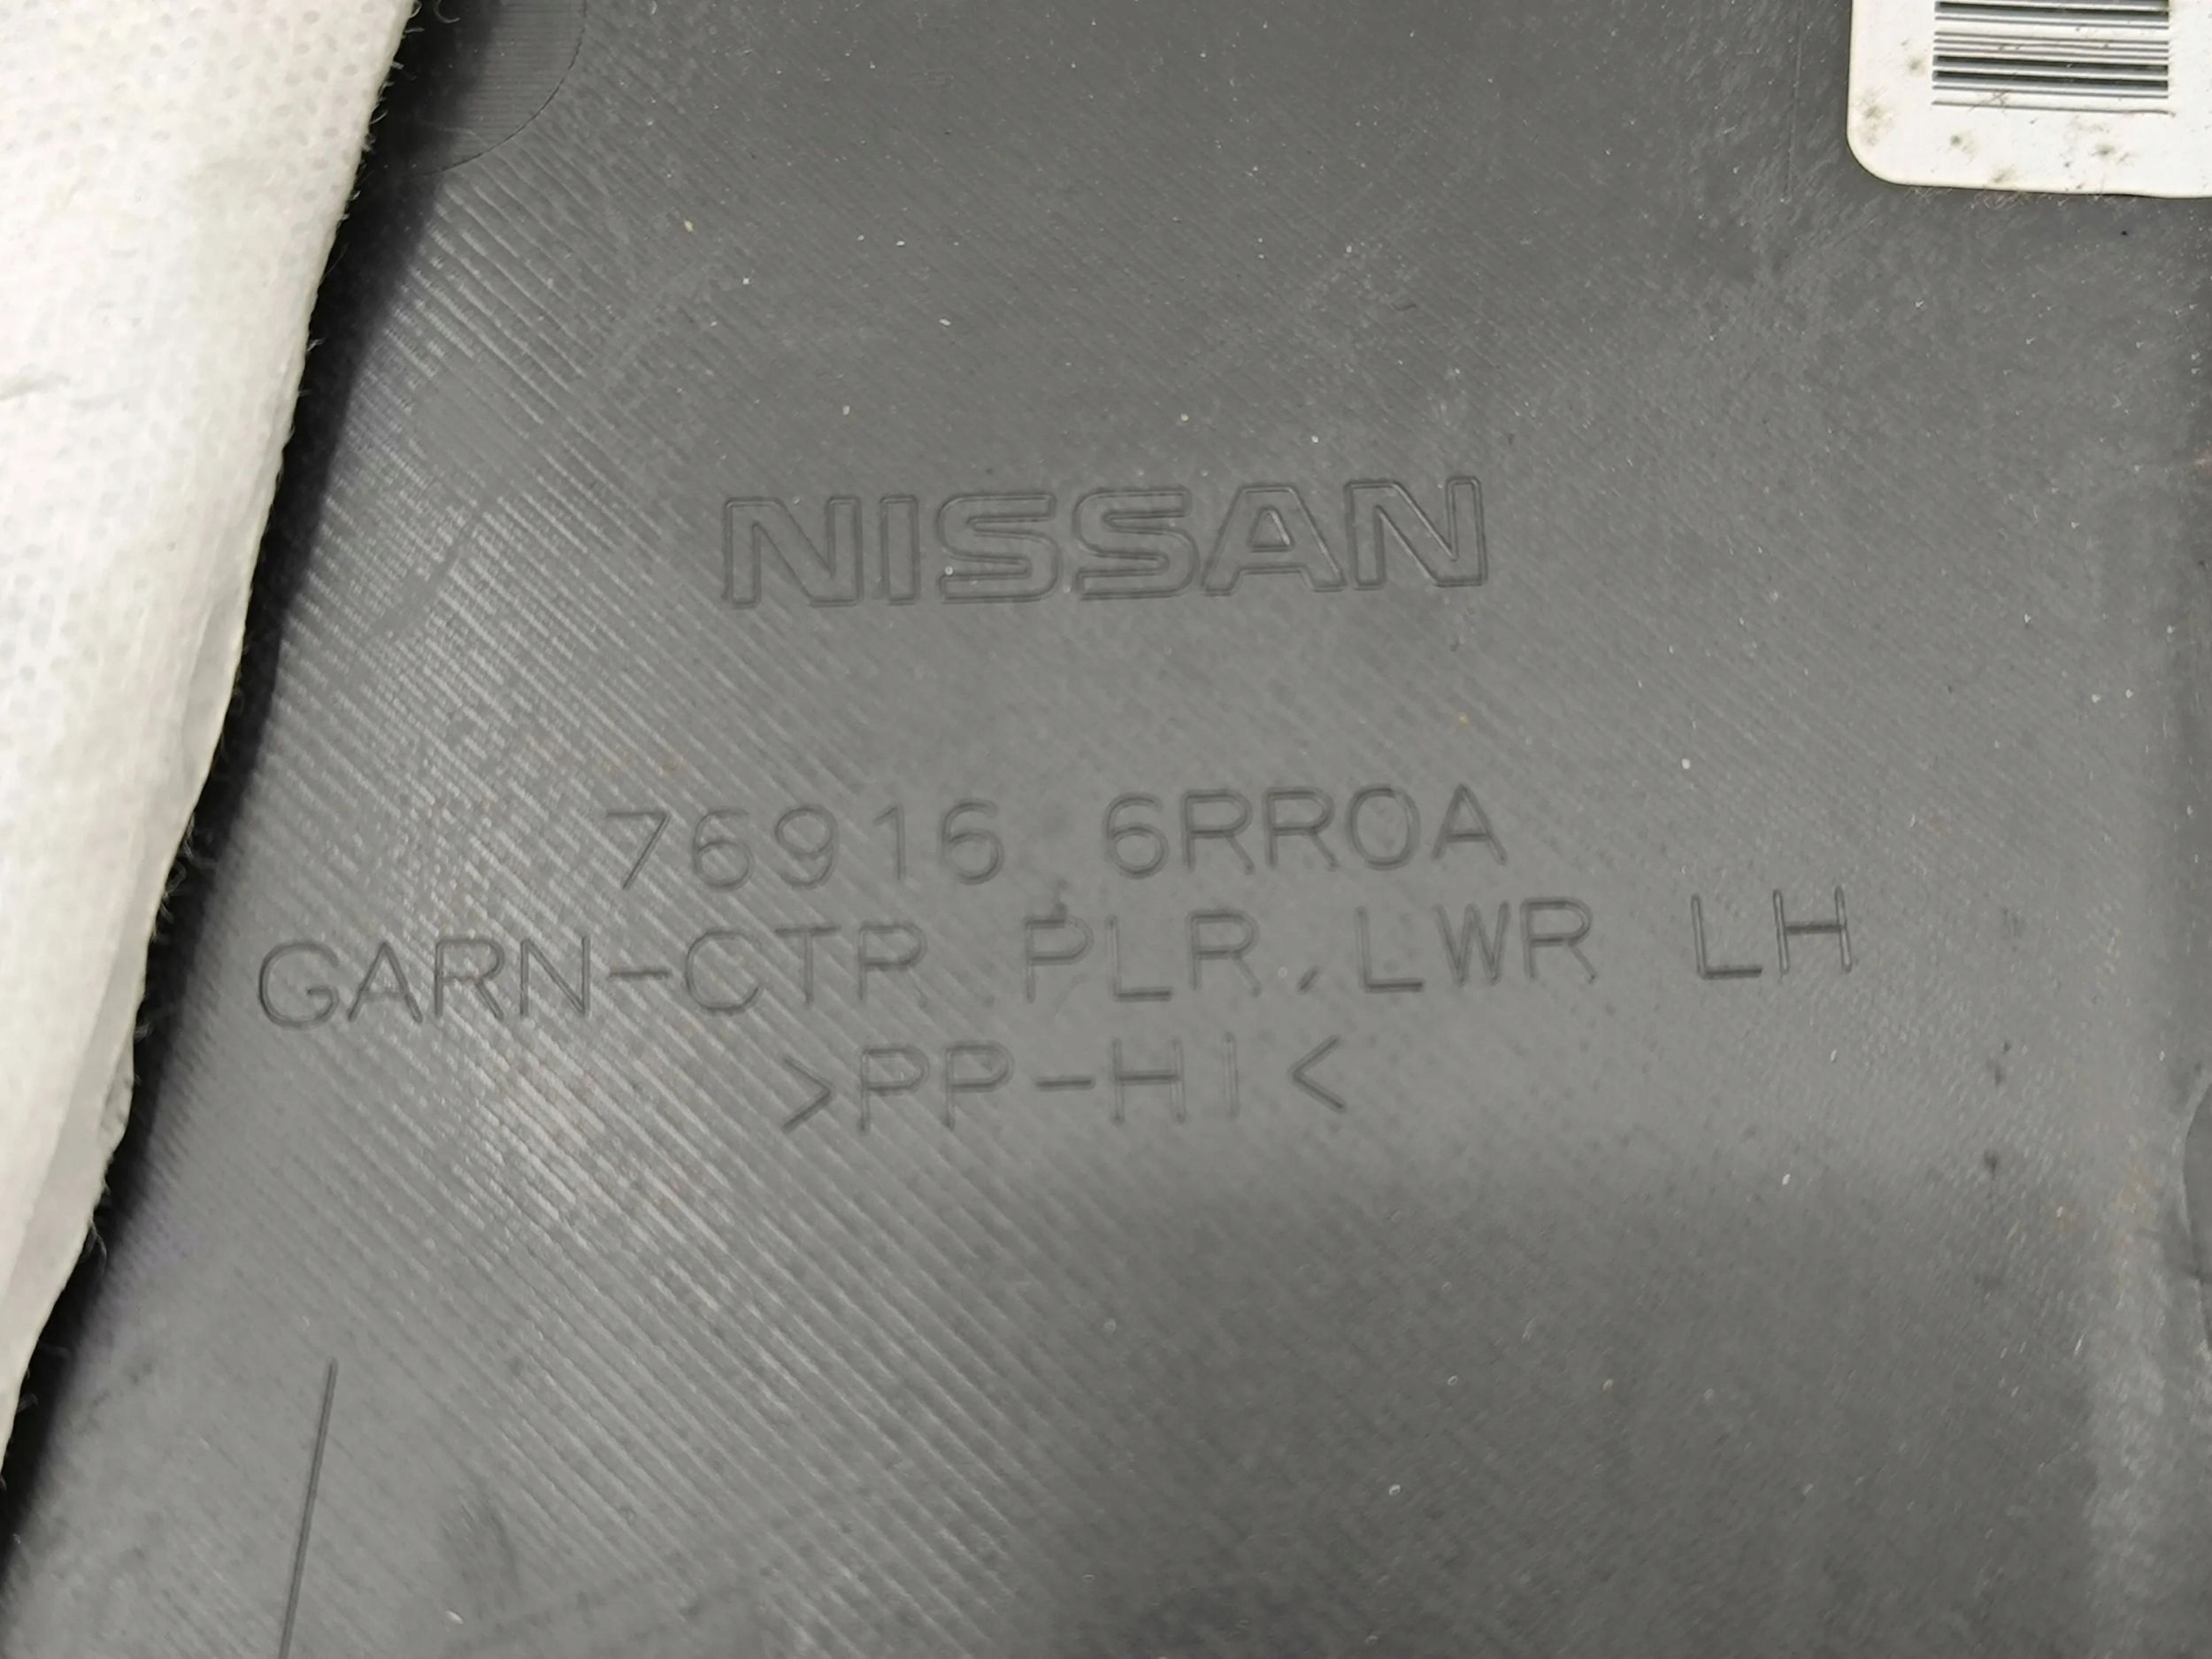 NISSAN
76916 6RR0A
GARN-CTR PLR,LWR LH
>PP-HI<